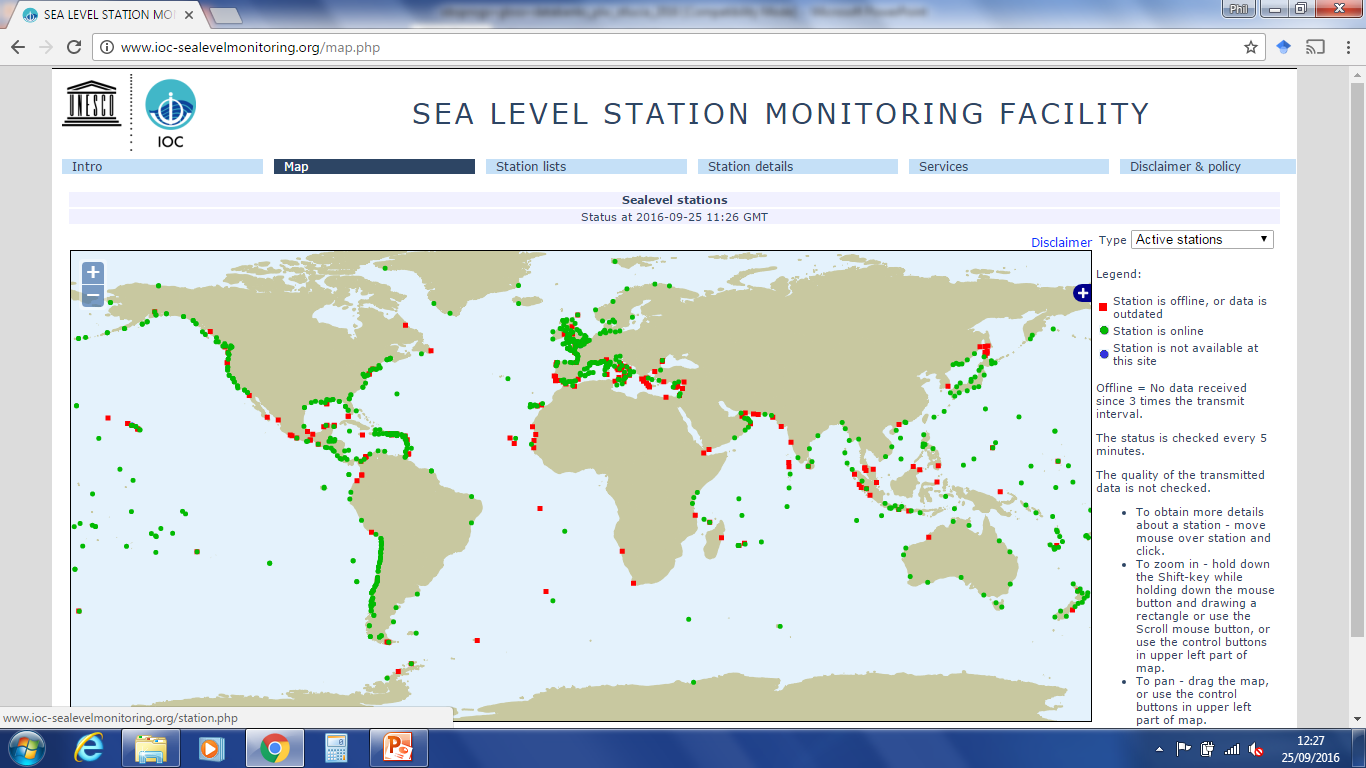 SEA LEVEL STATION MO
Phil
www.ioc-sealevelmonitoring.org/map.php
UNESCO
IOC
SEA LEVEL STATION MONITORING FACILITY
Intro
Map
Station lists
Station details
Services
Disclaimer & policy
Sealevel stations
Status at 2016-09-25 11:26 GMT
Disclaimer
Type
Active stations
+
−
+
Legend:
Station is offline, or data is
outdated
Station is online
Station is not available at
this site
Offline = No data received
since 3 times the transmit
interval.
The status is checked every 5
minutes.
The quality of the transmitted
data is not checked.
• To obtain more details
about a station - move
mouse over station and
click.
• To zoom in - hold down
the Shift-key while
holding down the mouse
button and drawing a
rectangle or use the
Scroll mouse button, or
use the control buttons
in upper left part of
map.
• To pan - drag the map,
or use the control
buttons in upper left
part of map.
www.ioc-sealevelmonitoring.org/station.php
12:27
25/09/2016